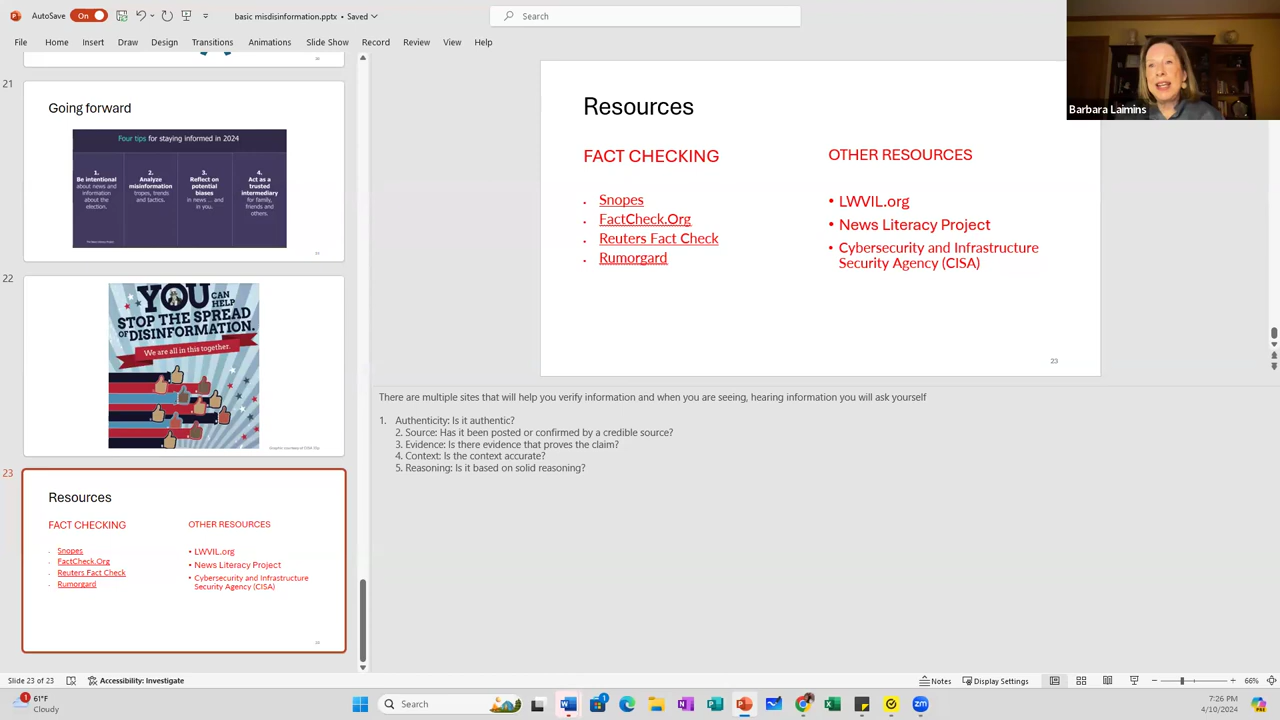 AutoSave
On
basic misdisinformation.pptx • Saved
Search
File
Home
Insert
Draw
Design
Transitions
Animations
Slide Show
Record
Review
View
Help
Barbara Laimins
21
Going forward
Four tips for staying informed in 2024
1.
Be intentional
about news and
information
about the
election.
2.
Analyze
misinformation
tropes, trends
and tactics.
3.
Reflect on
potential
biases
in news ... and
in you.
4.
Act as a
trusted
intermediary
for family,
friends and
others.
22
YOU CAN
HELP
STOP THE SPREAD
OF DISINFORMATION.
We are all in this together.
23
Resources
FACT CHECKING
Snopes
FactCheck.Org
Reuters Fact Check
Rumorgard
OTHER RESOURCES
• LWVIL.org
• News Literacy Project
• Cybersecurity and Infrastructure
Security Agency (CISA)
Resources
FACT CHECKING
. Snopes
. FactCheck.Org
. Reuters Fact Check
. Rumorgard
OTHER RESOURCES
• LWVIL.org
• News Literacy Project
• Cybersecurity and Infrastructure
Security Agency (CISA)
23
There are multiple sites that will help you verify information and when you are seeing, hearing information you will ask yourself
1. Authenticity: Is it authentic?
2. Source: Has it been posted or confirmed by a credible source?
3. Evidence: Is there evidence that proves the claim?
4. Context: Is the context accurate?
5. Reasoning: Is it based on solid reasoning?
Slide 23 of 23
Accessibility: Investigate
Notes
Display Settings
66%
1
61°F
Cloudy
Search
7:26 PM
4/10/2024